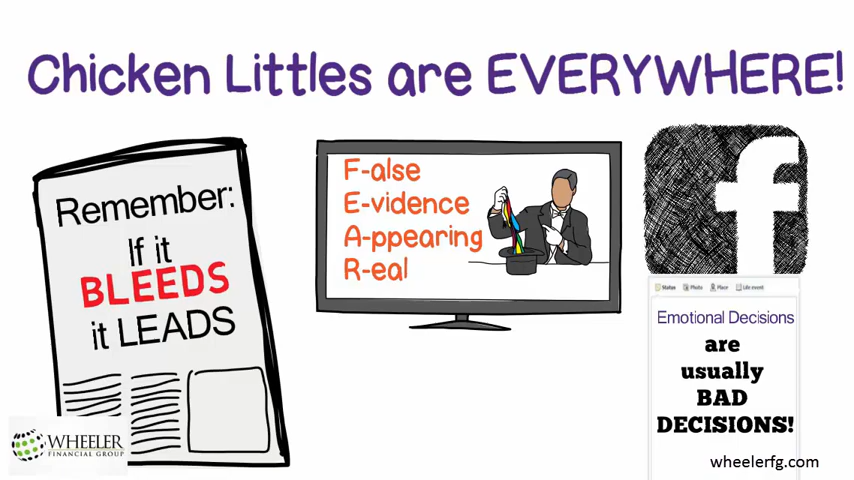 Chicken Littles are EVERYWHERE!
Remember:
If it
BLEEDS
it LEADS
F-alse
E-vidence
A-ppearing
R-eal
f
Status Photo Place Life event
Emotional Decisions
are
usually
BAD
DECISIONS!
WHEELER
FINANCIAL GROUP
wheelerfg.com